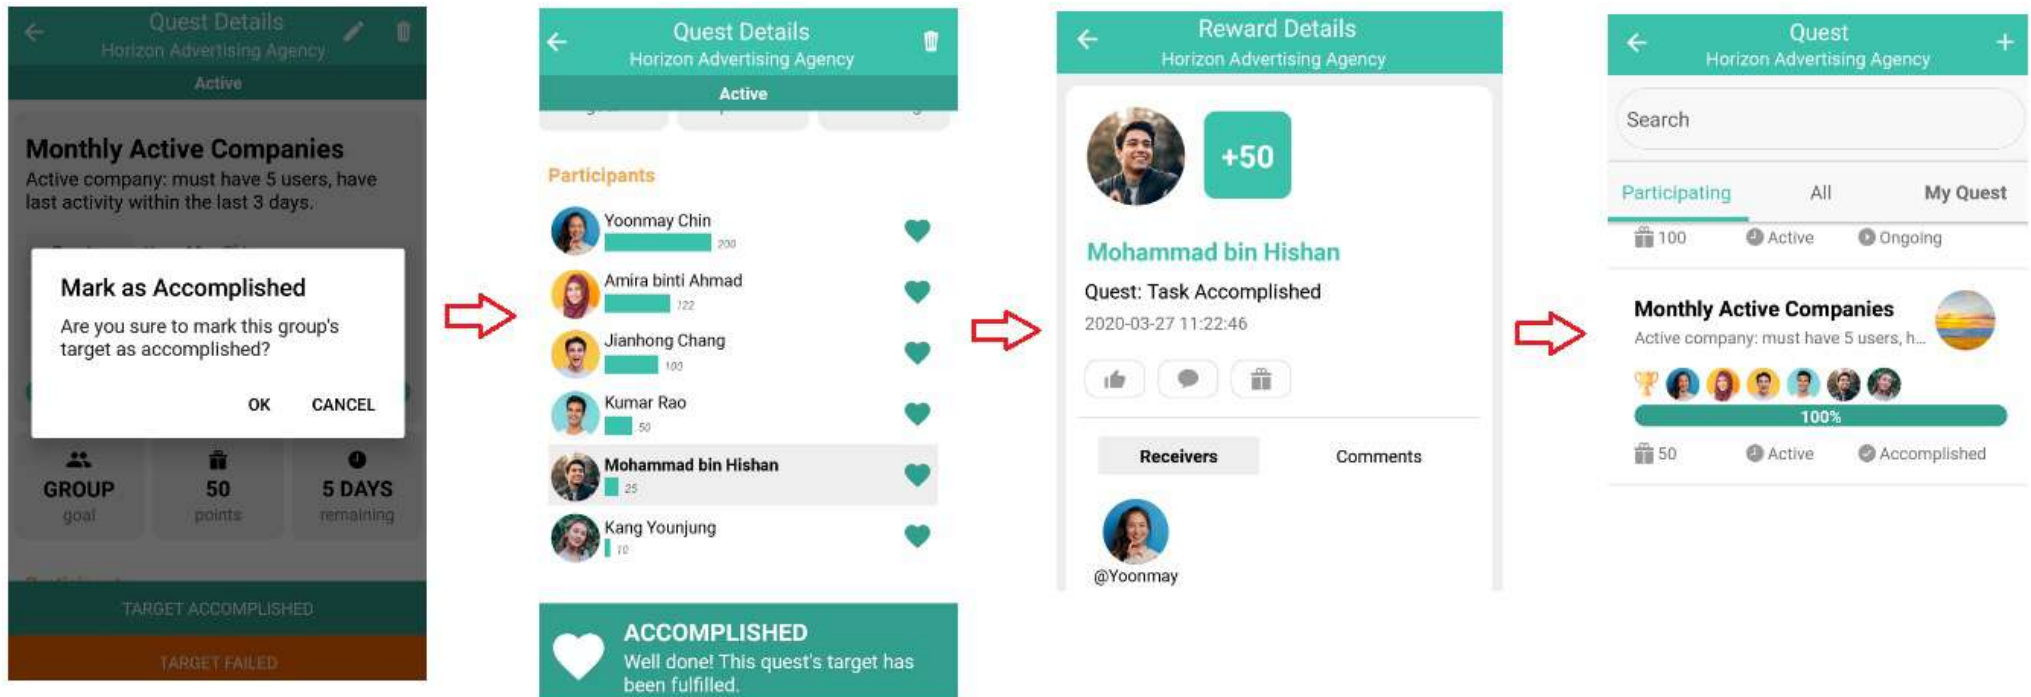 Quest Details
Horizon Advertising Agency
Active
Monthly Active Companies
Active company: must have 5 users, have
last activity within the last 3 days.
Mark as Accomplished
Are you sure to mark this group's
target as accomplished?
OK CANCEL
GROUP 50 5 DAYS
goal points remaining
TARGET ACCOMPLISHED
TARGET FAILED
Quest Details
Horizon Advertising Agency
Active
Participants
Yoonmay Chin
200
Amira binti Ahmad
122
Jianhong Chang
100
Kumar Rao
50
Mohammad bin Hishan
25
Kang Younjung
10
ACCOMPLISHED
Well done! This quest's target has
been fulfilled.
Reward Details
Horizon Advertising Agency
+50
Mohammad bin Hishan
Quest: Task Accomplished
2020-03-27 11:22:46
Receivers Comments
@Yoonmay
Quest
Horizon Advertising Agency
Search
Participating All My Quest
100 Active Ongoing
Monthly Active Companies
Active company: must have 5 users, h...
100%
50 Active Accomplished